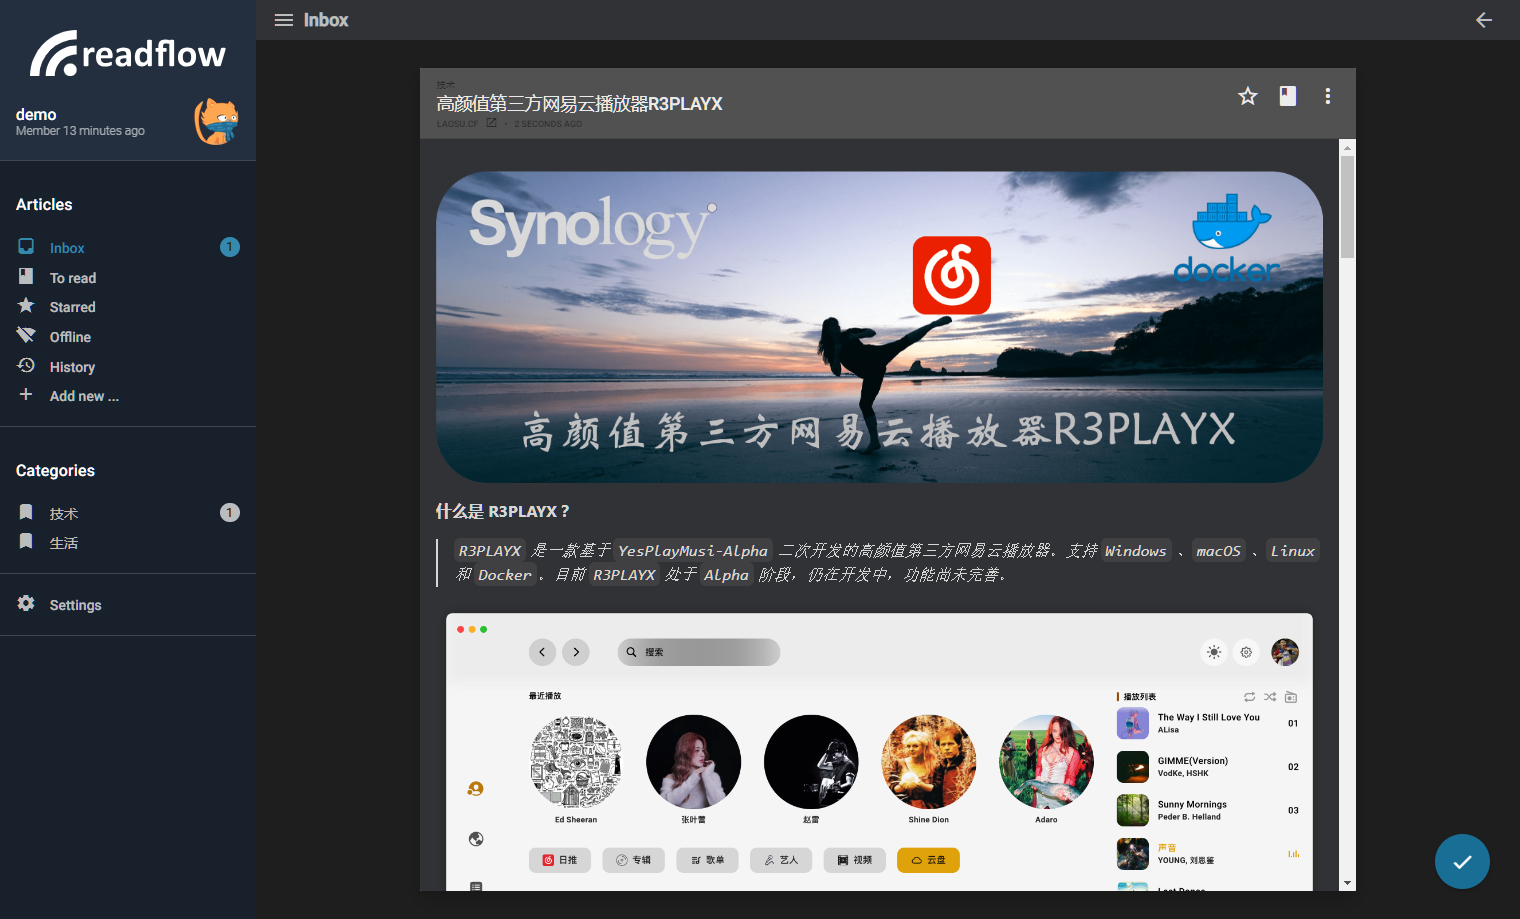 readflow
demo
Member 13 minutes ago
Articles
Inbox 1
To read
Starred
Offline
History
Add new ...
Categories
技术 1
生活
Settings
Inbox
技术
高颜值第三方网易云播放器R3PLAYX
LAOSU.CF • 2 SECONDS AGO
Synology
docker
高颜值第三方网易云播放器R3PLAYX
什么是 R3PLAYX ?
R3PLAYX 是一款基于 YesPlayMusi-Alpha 二次开发的高颜值第三方网易云播放器。支持 Windows 、 macOS 、 Linux
和 Docker 。目前 R3PLAYX 处于 Alpha 阶段，仍在开发中，功能尚未完善。
搜索
最近播放
Ed Sheeran
张叶蕾
赵雷
Shine Dion
Adaro
日推
专辑
歌单
艺人
视频
云盘
播放列表
The Way I Still Love You
ALisa
01
GIMME(Version)
VodKe, HSHK
02
Sunny Mornings
Peder B. Helland
03
声音
YOUNG, 刘思鉴
Last Dance